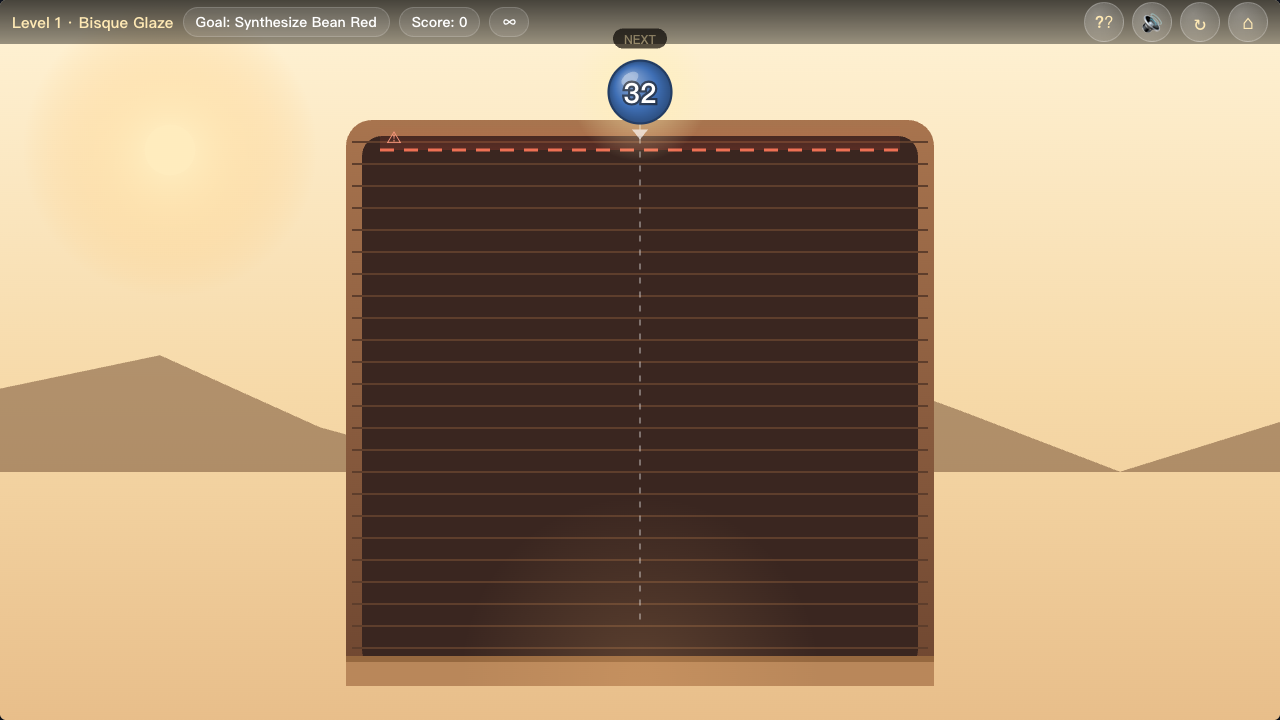 Level 1 · Bisque Glaze
Goal: Synthesize Bean Red
Score: 0
∞
??
NEXT
32